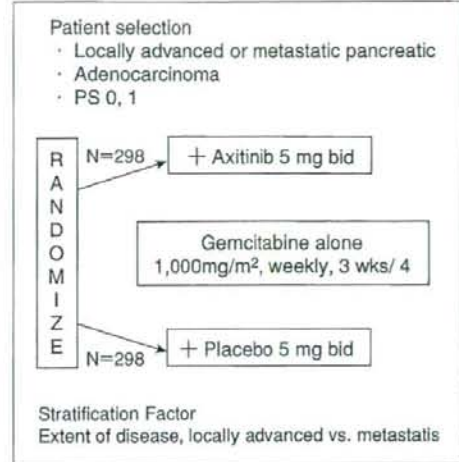 Patient selection
· Locally advanced or metastatic pancreatic
· Adenocarcinoma
· PS 0, 1
RANDOMIZE
N=298
+ Axitinib 5 mg bid
Gemcitabine alone
1,000mg/m², weekly, 3 wks/ 4
N=298
+ Placebo 5 mg bid
Stratification Factor
Extent of disease, locally advanced vs. metastatis